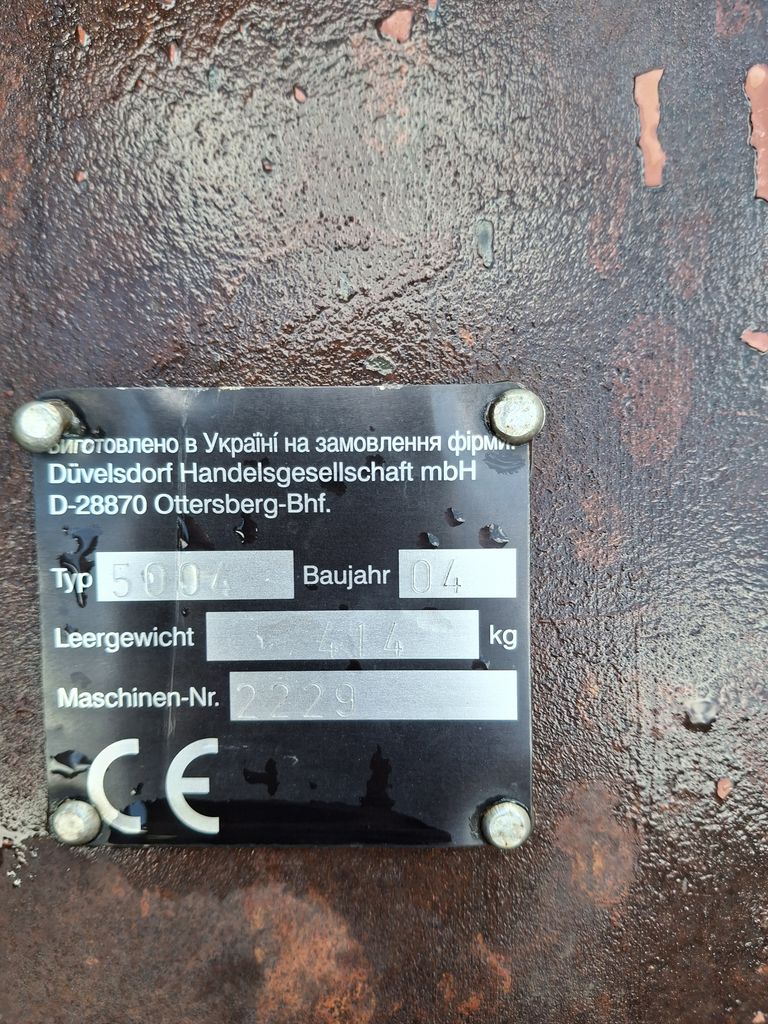 виготовлено в Україні на замовлення фірми:
Düvelsdorf Handelsgesellschaft mbH
D-28870 Ottersberg-Bhf.
Typ 5004 Baujahr 04
Leergewicht 414 kg
Maschinen-Nr. 2229
CE